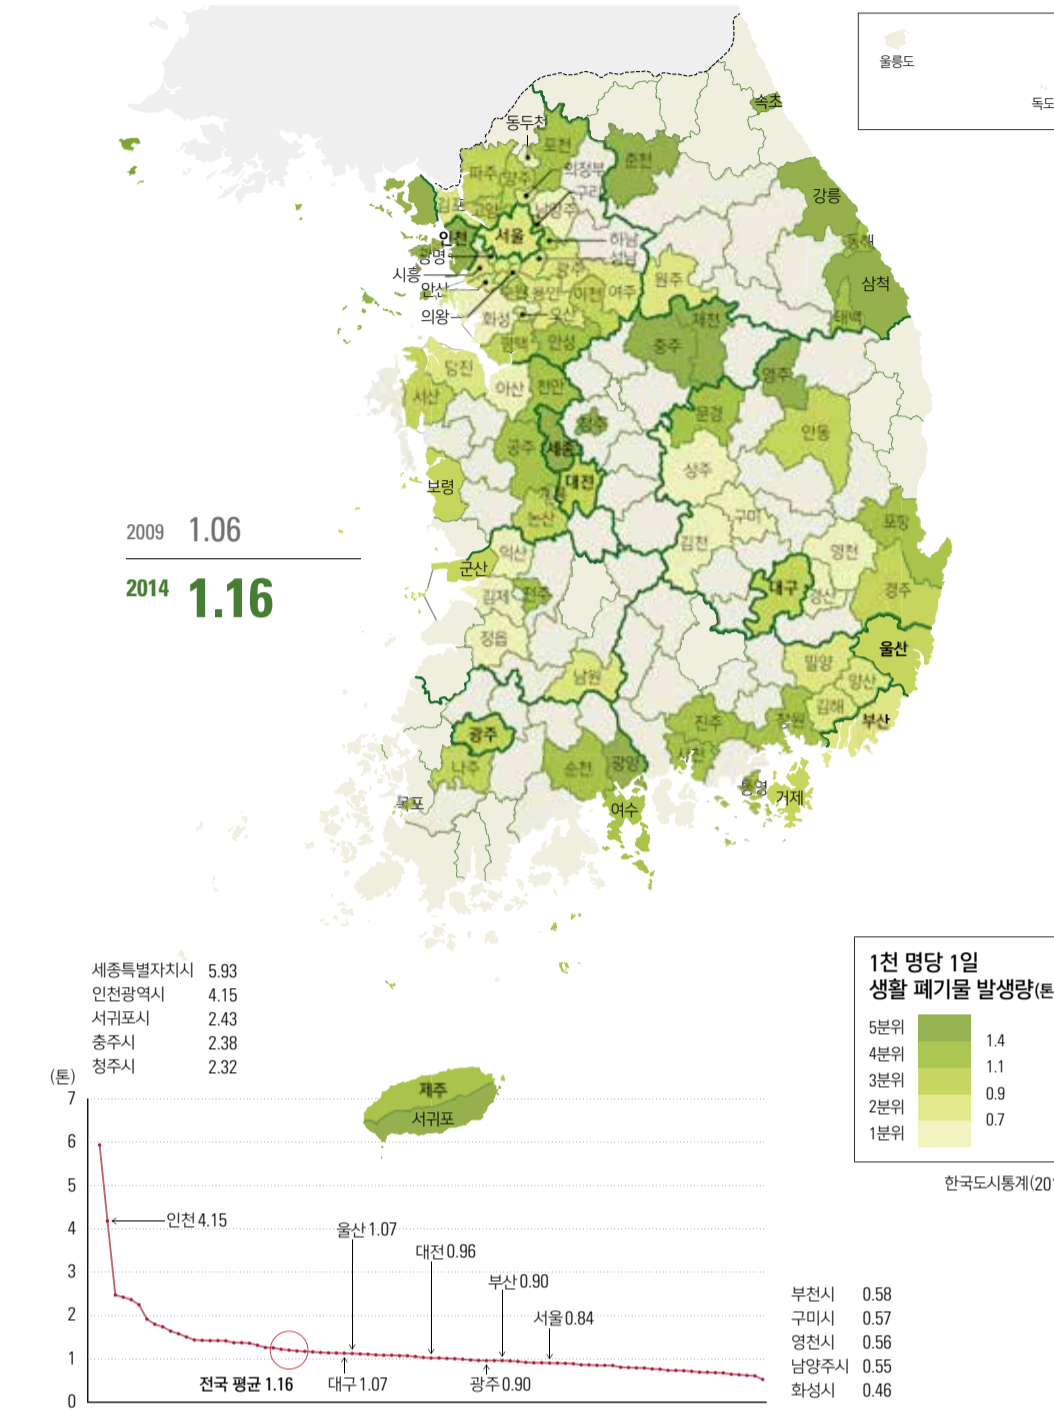 울릉도
독도
속초
동두천
포천
춘천
파주
양주
의정부
구리
강릉
김포
고양
남양주
인천
서울
하남
동해
광명
성남
시흥
광주
원주
삼척
안산
수원
용인
이천
여주
의왕
화성
오산
제천
태백
평택
안성
충주
당진
영주
서산
아산
천안
문경
공주
세종
청주
안동
상주
보령
대전
계룡
논산
구미
포항
2009 1.06
익산
김천
영천
군산
2014 1.16
김제
전주
대구
경산
경주
정읍
울산
남원
밀양
양산
김해
부산
광주
진주
창원
나주
순천
광양
사천
목포
여수
통영
거제
세종특별자치시 5.93
인천광역시 4.15
서귀포시 2.43
충주시 2.38
청주시 2.32
제주
서귀포
1천 명당 1일
생활 폐기물 발생량(톤
5분위
4분위
3분위
2분위
1분위
1.4
1.1
0.9
0.7
한국도시통계(201
(톤)
7
6
5
4
3
2
1
0
인천 4.15
울산 1.07
대전 0.96
부산 0.90
서울 0.84
전국 평균 1.16
대구 1.07
광주 0.90
부천시 0.58
구미시 0.57
영천시 0.56
남양주시 0.55
화성시 0.46